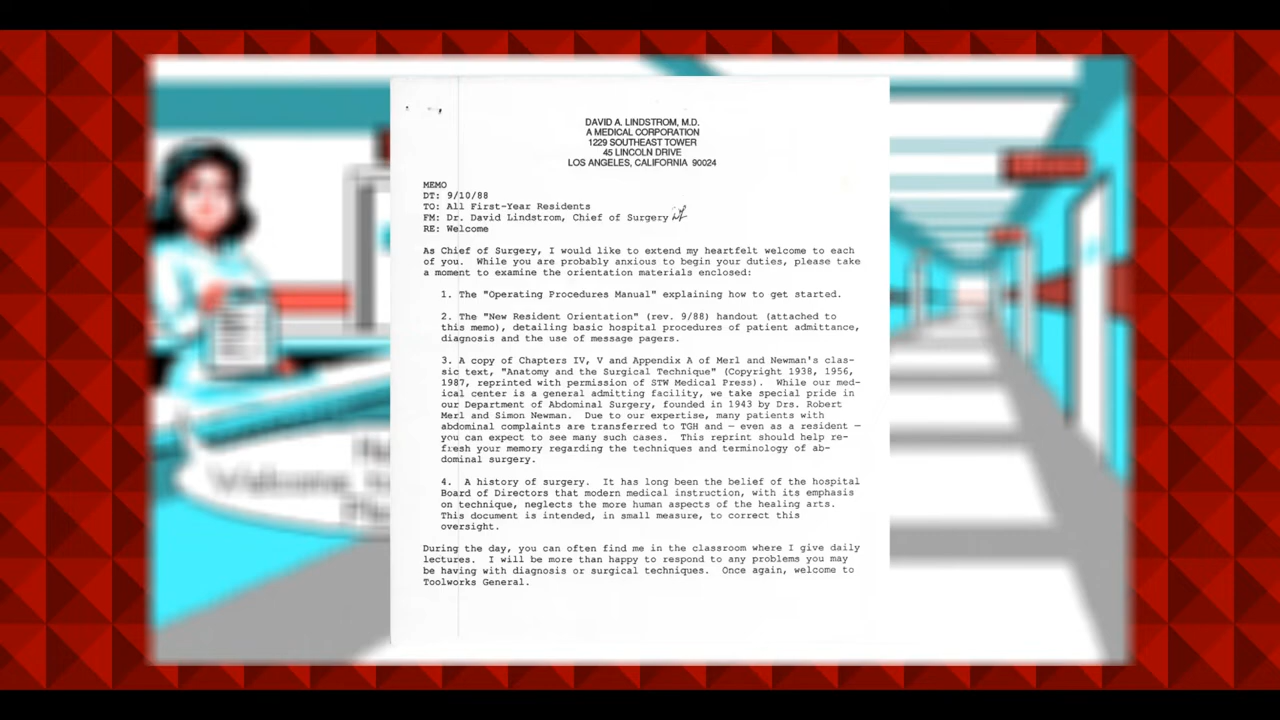 DAVID A. LINDSTROM, M.D.
A MEDICAL CORPORATION
1229 SOUTHEAST TOWER
45 LINCOLN DRIVE
LOS ANGELES, CALIFORNIA 90024
MEMO
DT: 9/10/88
TO: All First-Year Residents
FM: Dr. David Lindstrom, Chief of Surgery
RE: Welcome
As Chief of Surgery, I would like to extend my heartfelt welcome to each
of you. While you are probably anxious to begin your duties, please take
a moment to examine the orientation materials enclosed:
1. The "Operating Procedures Manual" explaining how to get started.
2. The "New Resident Orientation" (rev. 9/88) handout (attached to
this memo), detailing basic hospital procedures of patient admittance,
diagnosis and the use of message pagers.
3. A copy of Chapters IV, V and Appendix A of Merl and Newman's clas-
sic text, "Anatomy and the Surgical Technique" (Copyright 1938, 1956,
1987, reprinted with permission of STW Medical Press). While our med-
ical center is a general admitting facility, we take special pride in
our Department of Abdominal Surgery, founded in 1943 by Drs. Robert
Merl and Simon Newman. Due to our expertise, many patients with
abdominal complaints are transferred to TGH and — even as a resident —
you can expect to see many such cases. This reprint should help re-
fresh your memory regarding the techniques and terminology of ab-
dominal surgery.
4. A history of surgery. It has long been the belief of the hospital
Board of Directors that modern medical instruction, with its emphasis
on technique, neglects the more human aspects of the healing arts.
This document is intended, in small measure, to correct this
oversight.
During the day, you can often find me in the classroom where I give daily
lectures. I will be more than happy to respond to any problems you may
be having with diagnosis or surgical techniques. Once again, welcome to
Toolworks General.